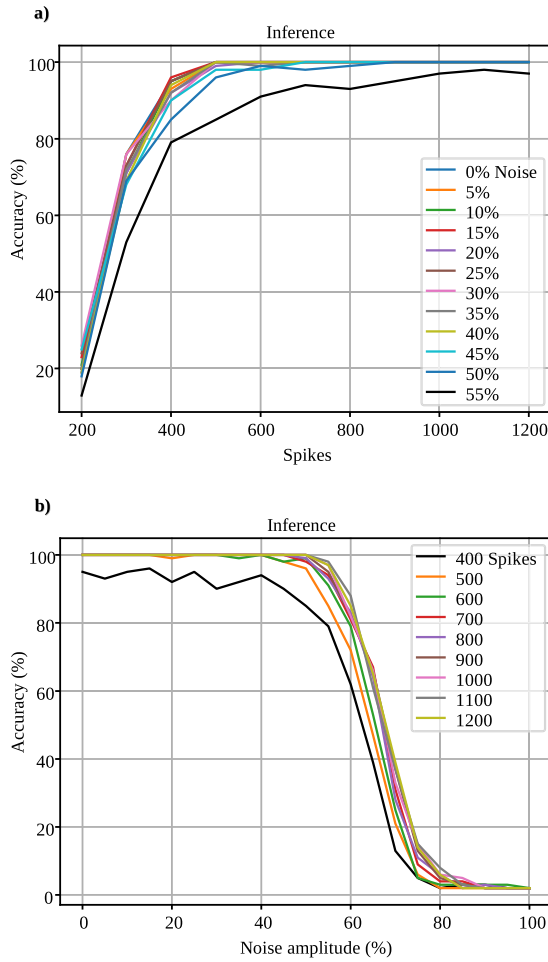 a)
Inference
100
80
60
40
20
Accuracy (%)
0% Noise
5%
10%
15%
20%
25%
30%
35%
40%
45%
50%
55%
200 400 600 800 1000 1200
Spikes
b)
Inference
100
80
60
40
20
0
Accuracy (%)
400 Spikes
500
600
700
800
900
1000
1100
1200
0 20 40 60 80 100
Noise amplitude (%)